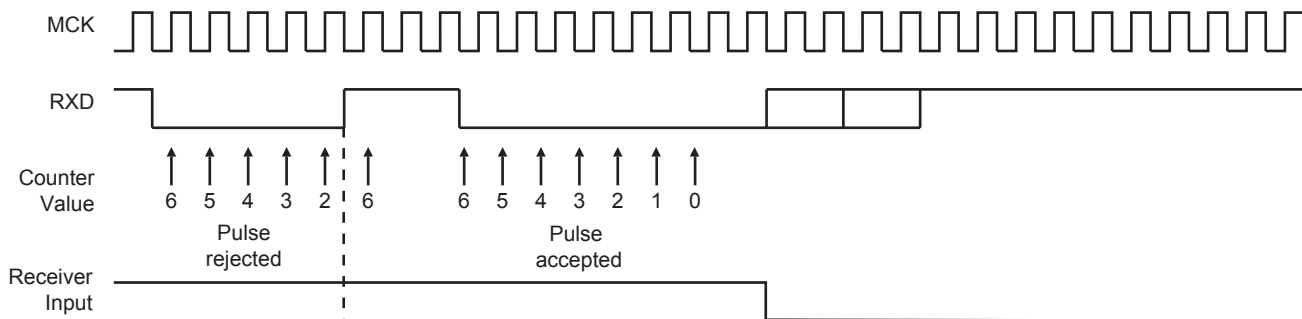 MCK
RXD
Counter
Value
6 5 4 3 2 6 6 5 4 3 2 1 0
Pulse
rejected
Pulse
accepted
Receiver
Input